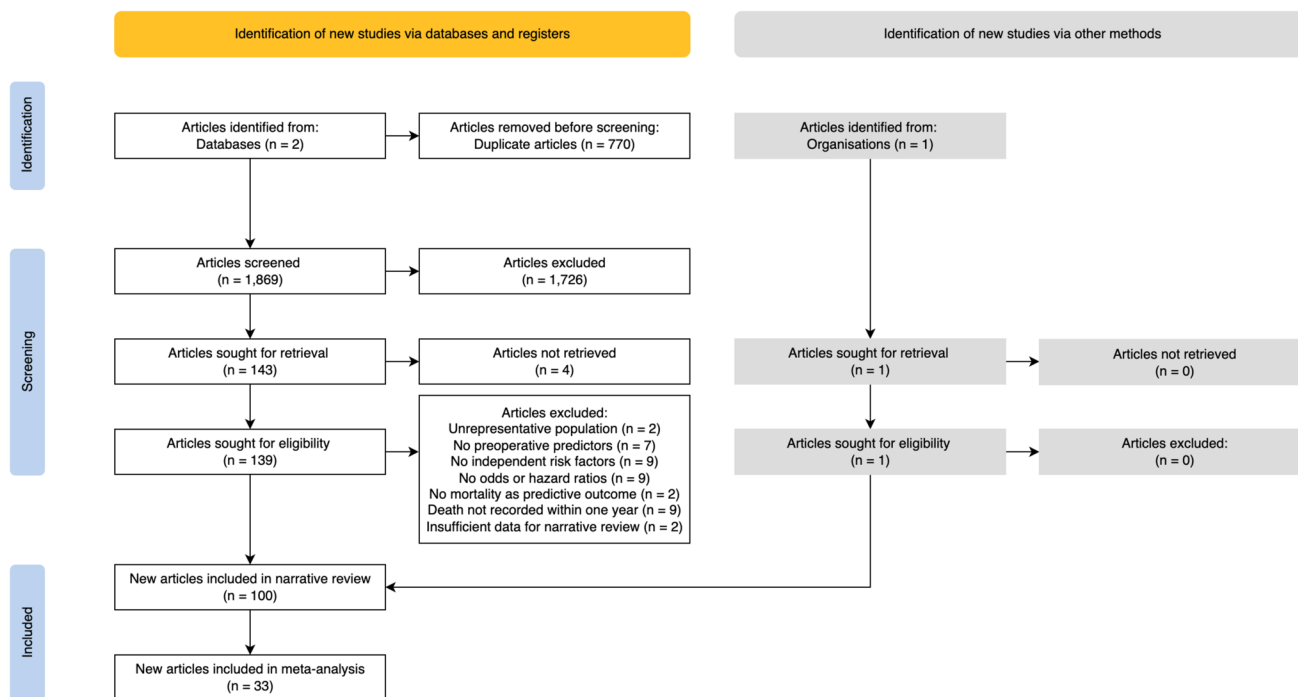 Identification of new studies via databases and registers
Identification of new studies via other methods
Identification
Articles identified from:
Databases (n = 2)
Articles removed before screening:
Duplicate articles (n = 770)
Articles identified from:
Organisations (n = 1)
Screening
Articles screened
(n = 1,869)
Articles excluded
(n = 1,726)
Articles sought for retrieval
(n = 143)
Articles not retrieved
(n = 4)
Articles sought for retrieval
(n = 1)
Articles not retrieved
(n = 0)
Articles sought for eligibility
(n = 139)
Articles excluded:
Unrepresentative population (n = 2)
No preoperative predictors (n = 7)
No independent risk factors (n = 9)
No odds or hazard ratios (n = 9)
No mortality as predictive outcome (n = 2)
Death not recorded within one year (n = 9)
Insufficient data for narrative review (n = 2)
Articles sought for eligibility
(n = 1)
Articles excluded:
(n = 0)
Included
New articles included in narrative review
(n = 100)
New articles included in meta-analysis
(n = 33)